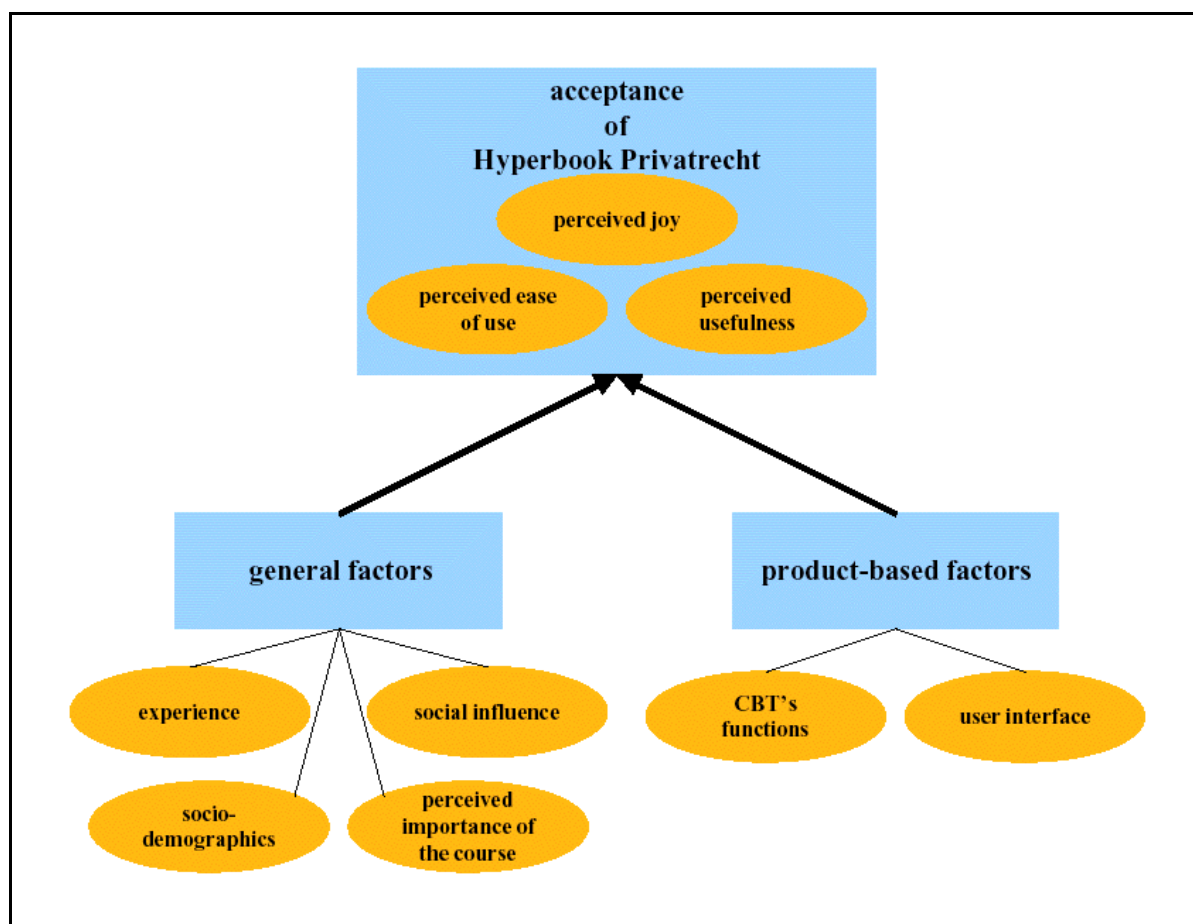 acceptance
of
Hyperbook Privatrecht
perceived joy
perceived ease
of use
perceived
usefulness
general factors
product-based factors
experience
social influence
CBT’s
functions
user interface
socio-
demographics
perceived
importance of
the course